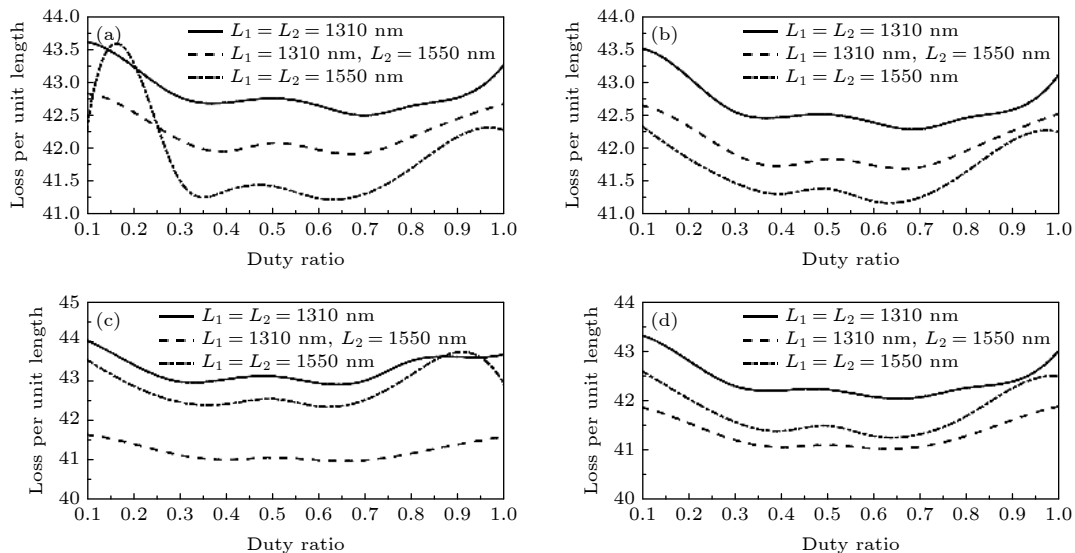 44.0
43.5
43.0
42.5
42.0
41.5
41.0
Loss per unit length
(a)
L1 = L2 = 1310 nm
L1 = 1310 nm, L2 = 1550 nm
L1 = L2 = 1550 nm
0.1 0.2 0.3 0.4 0.5 0.6 0.7 0.8 0.9 1.0
Duty ratio
44.0
43.5
43.0
42.5
42.0
41.5
41.0
Loss per unit length
(b)
L1 = L2 = 1310 nm
L1 = 1310 nm, L2 = 1550 nm
L1 = L2 = 1550 nm
0.1 0.2 0.3 0.4 0.5 0.6 0.7 0.8 0.9 1.0
Duty ratio
45
44
43
42
41
40
Loss per unit length
(c)
L1 = L2 = 1310 nm
L1 = 1310 nm, L2 = 1550 nm
L1 = L2 = 1550 nm
0.1 0.2 0.3 0.4 0.5 0.6 0.7 0.8 0.9 1.0
Duty ratio
44
43
42
41
40
Loss per unit length
(d)
L1 = L2 = 1310 nm
L1 = 1310 nm, L2 = 1550 nm
L1 = L2 = 1550 nm
0.1 0.2 0.3 0.4 0.5 0.6 0.7 0.8 0.9 1.0
Duty ratio